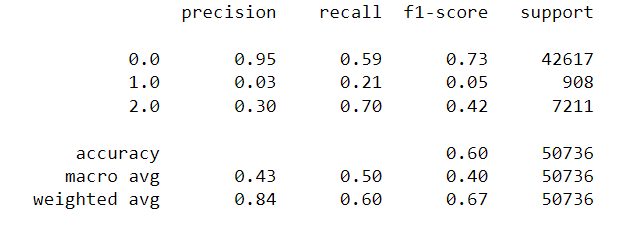 precision recall f1-score support
0.0 0.95 0.59 0.73 42617
1.0 0.03 0.21 0.05 908
2.0 0.30 0.70 0.42 7211
accuracy 0.60 50736
macro avg 0.43 0.50 0.40 50736
weighted avg 0.84 0.60 0.67 50736